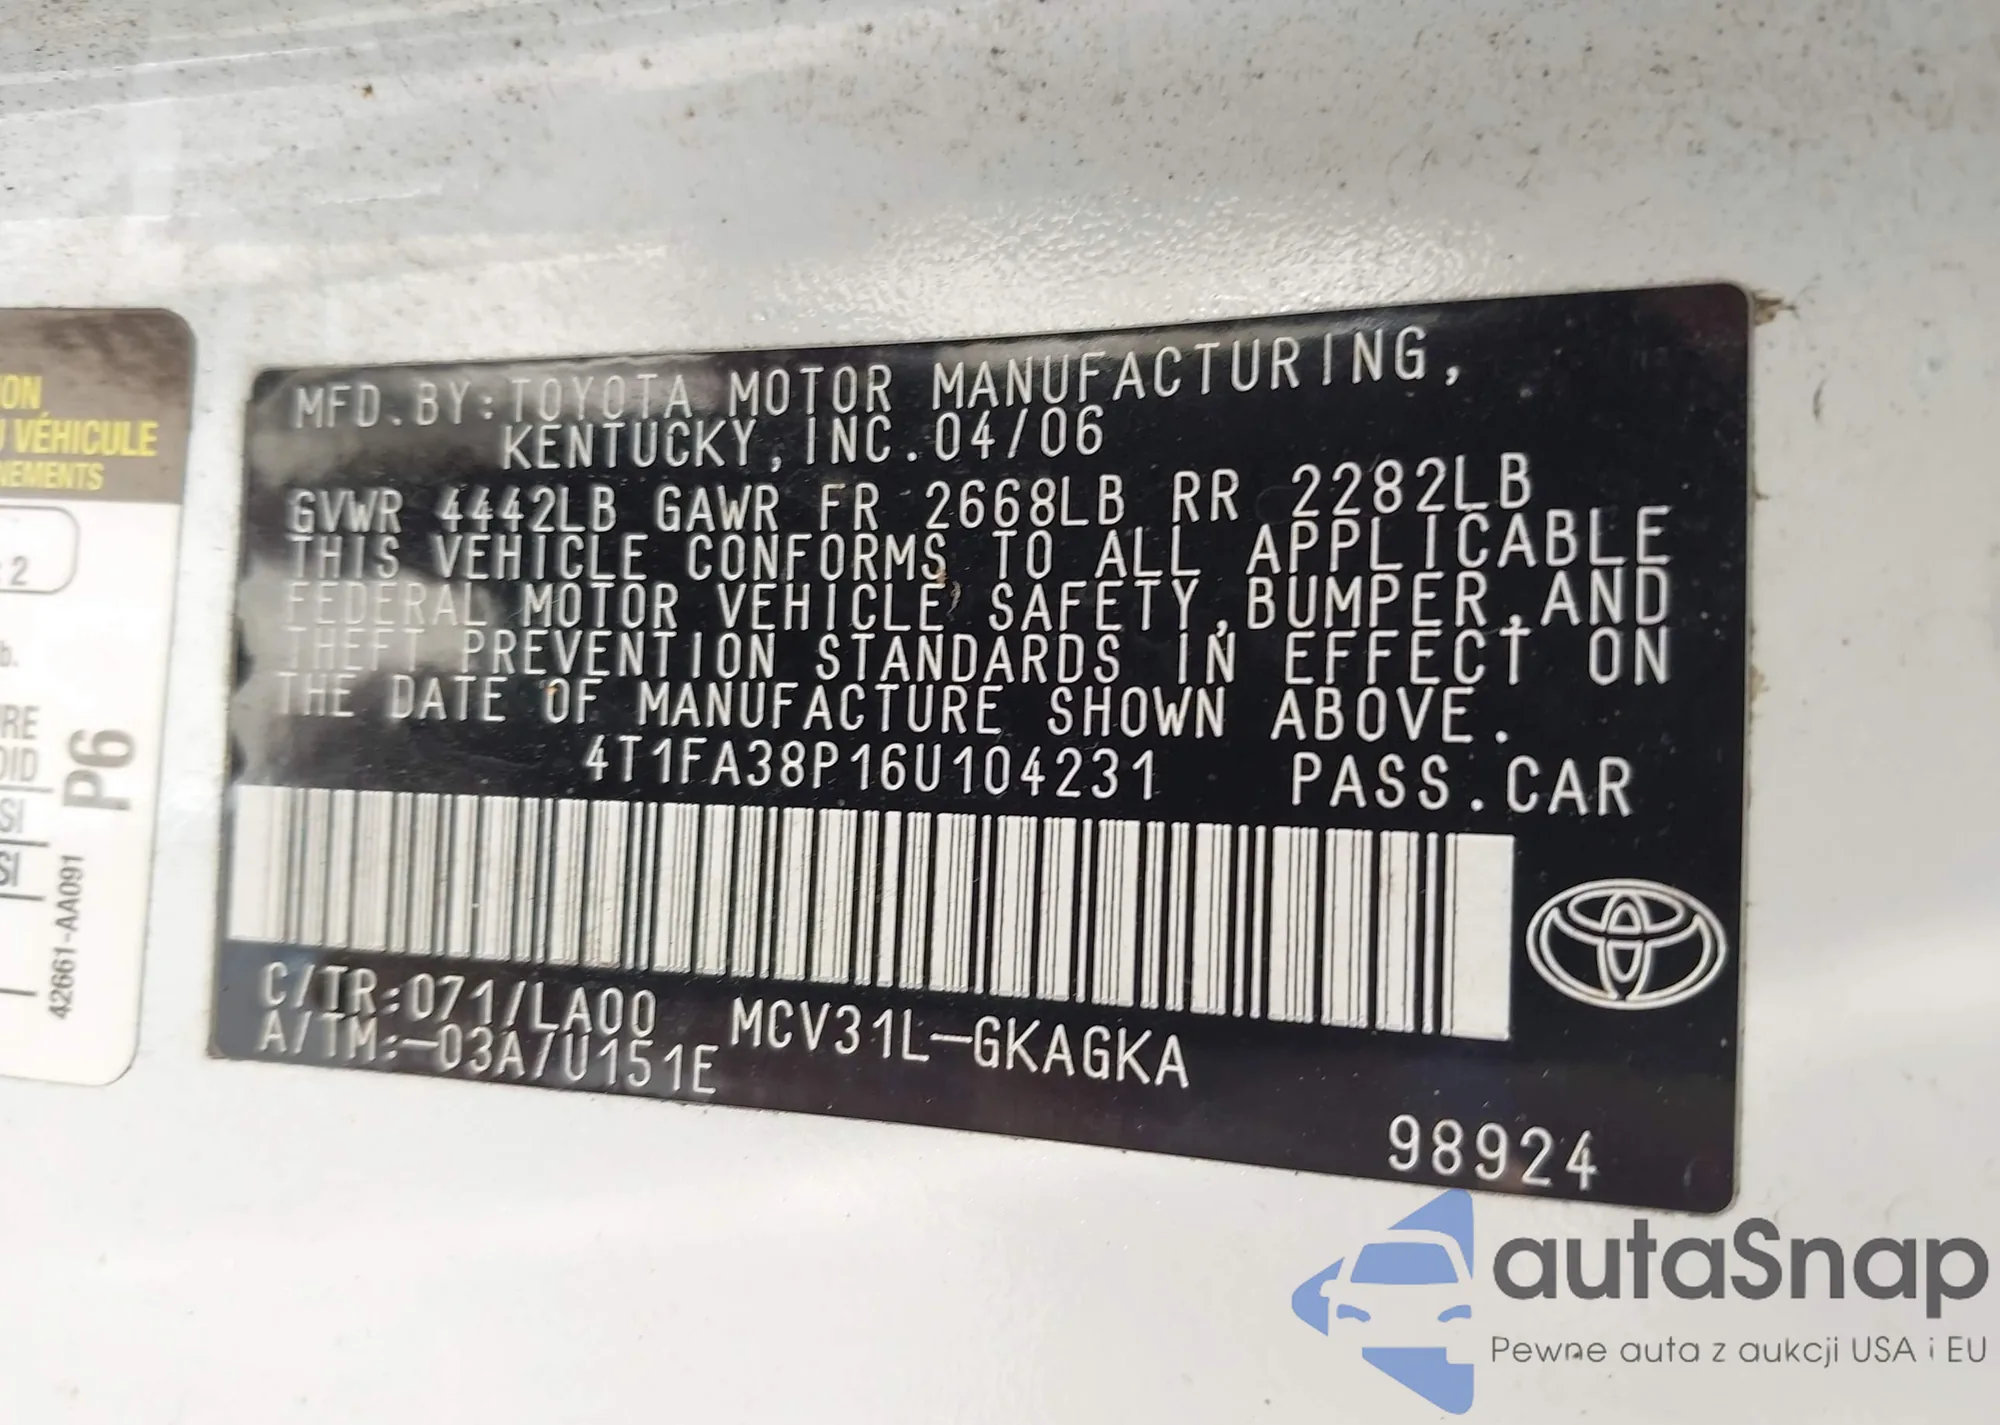 ON
VÉHICULE
NEMENTS
2
b.
RE
OID
SI
SI
P6
42661-AA091
MFD.BY:TOYOTA MOTOR MANUFACTURING,
KENTUCKY,INC.04/06
GVWR 4442LB GAWR FR 2668LB RR 2282LB
THIS VEHICLE CONFORMS TO ALL APPLICABLE
FEDERAL MOTOR VEHICLE SAFETY,BUMPER,AND
THEFT PREVENTION STANDARDS IN EFFECT ON
THE DATE OF MANUFACTURE SHOWN ABOVE.
4T1FA38P16U104231 PASS.CAR
C/TR:071/LA00 MCV31L-GKAGKA
A/TM:-03A/U151E
98924
autaSnap
Pewne auta z aukcji USA i EU